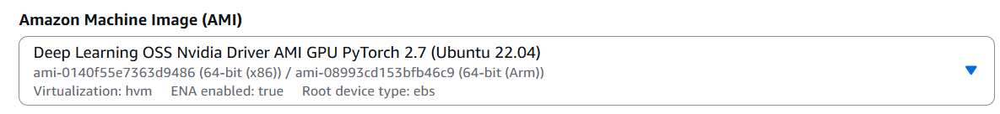 Amazon Machine Image (AMI)
Deep Learning OSS Nvidia Driver AMI GPU PyTorch 2.7 (Ubuntu 22.04)
ami-0140f55e7363d9486 (64-bit (x86)) / ami-08993cd153bfb46c9 (64-bit (Arm))
Virtualization: hvm ENA enabled: true Root device type: ebs